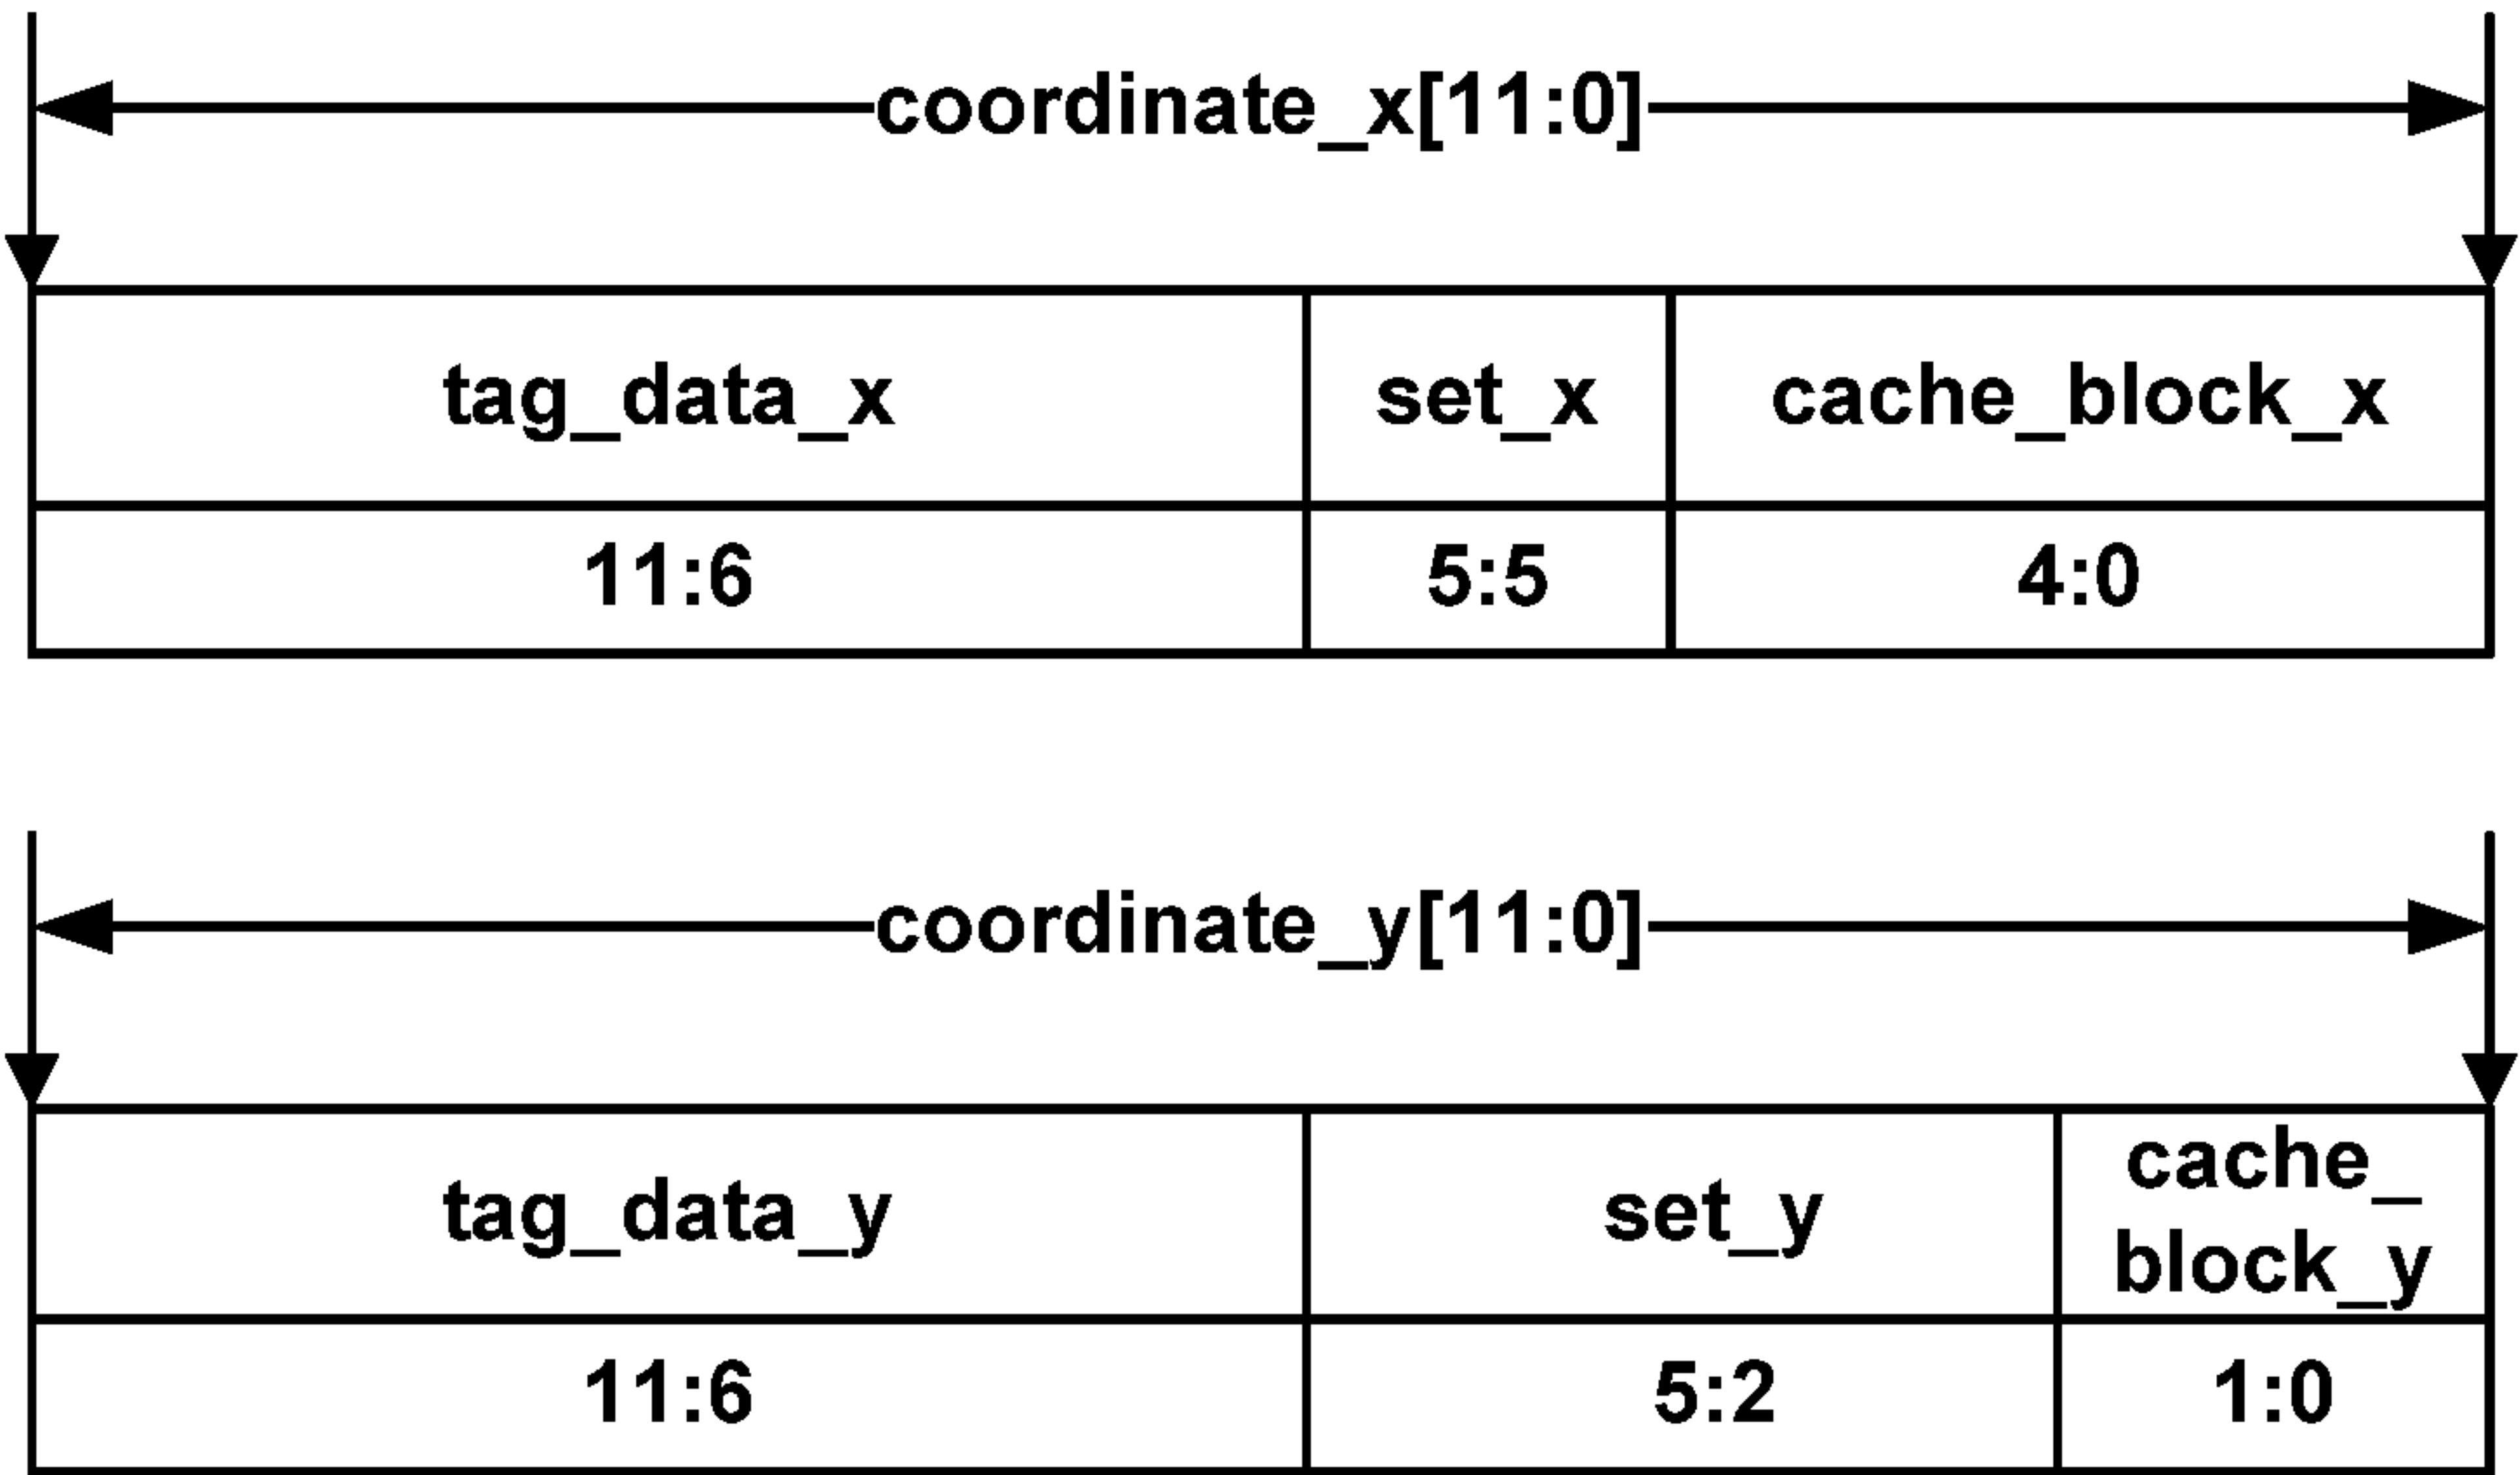 coordinate_x[11:0]
tag_data_x set_x cache_block_x
11:6 5:5 4:0
coordinate_y[11:0]
tag_data_y set_y cache_
block_y
11:6 5:2 1:0